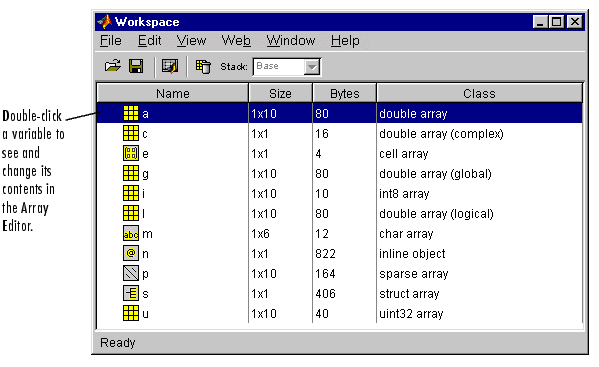 Workspace
File Edit View Web Window Help
Stack: Base
Name Size Bytes Class
a 1x10 80 double array
c 1x1 16 double array (complex)
e 1x1 4 cell array
g 1x10 80 double array (global)
i 1x10 10 int8 array
l 1x10 80 double array (logical)
abc m 1x6 12 char array
@ n 1x1 822 inline object
p 1x10 164 sparse array
s 1x1 406 struct array
u 1x10 40 uint32 array
Ready
Double-click
a variable to
see and
change its
contents in
the Array
Editor.